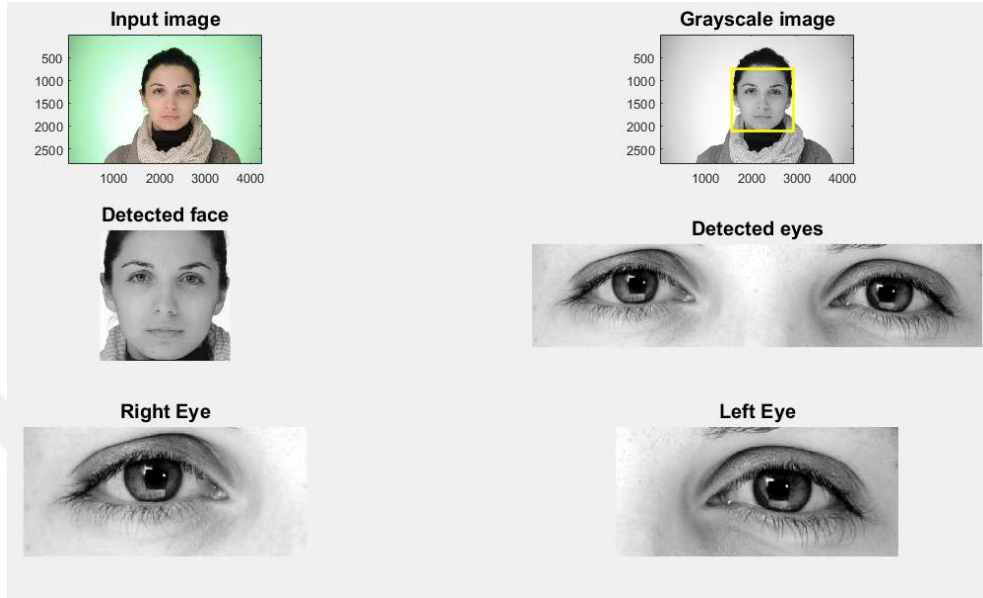 Input image
500
1000
1500
2000
2500
1000 2000 3000 4000
Grayscale image
500
1000
1500
2000
2500
1000 2000 3000 4000
Detected face
Detected eyes
Right Eye
Left Eye